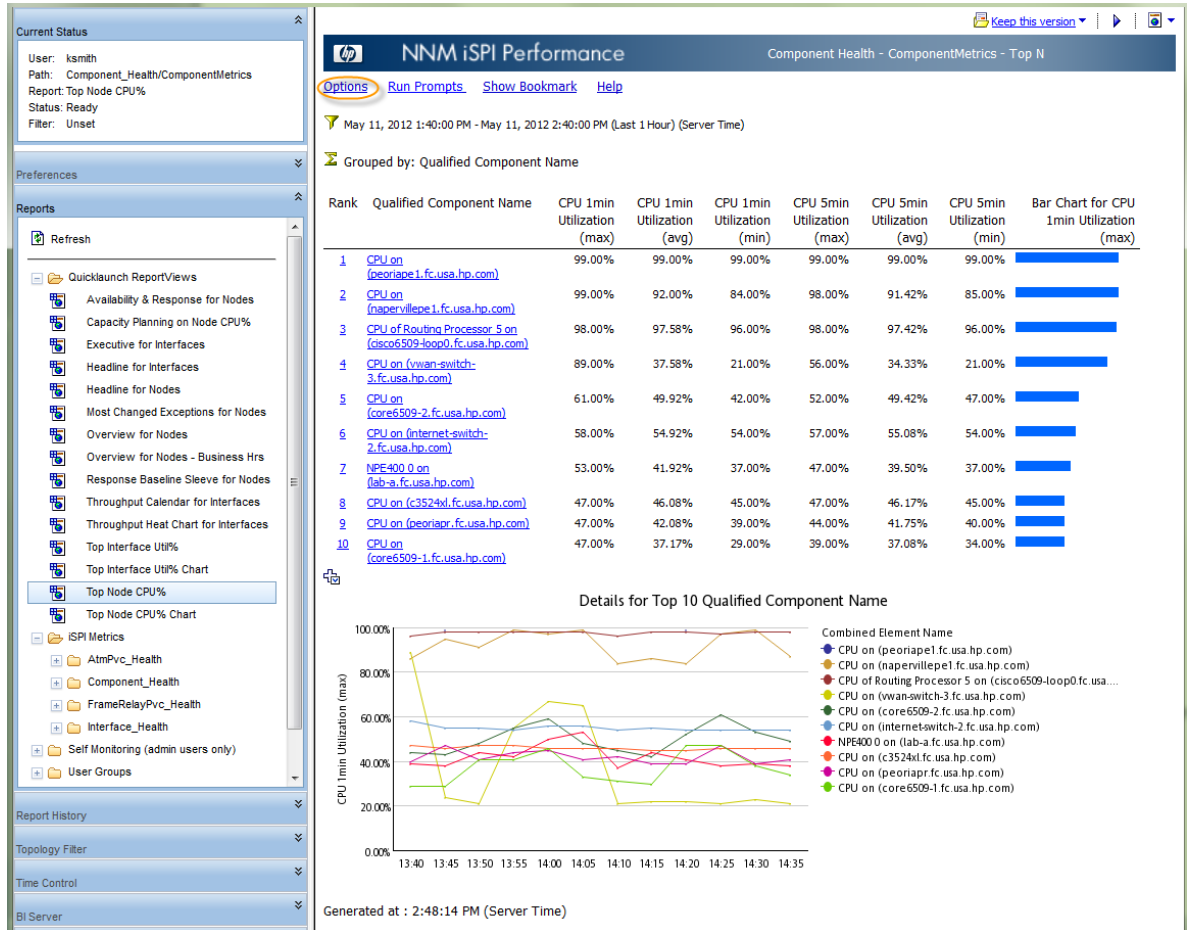 Current Status
User: ksmith
Path: Component_Health/ComponentMetrics
Report: Top Node CPU%
Status: Ready
Filter: Unset
Preferences
Reports
Refresh
Quicklaunch ReportViews
Availability & Response for Nodes
Capacity Planning on Node CPU%
Executive for Interfaces
Headline for Interfaces
Headline for Nodes
Most Changed Exceptions for Nodes
Overview for Nodes
Overview for Nodes - Business Hrs
Response Baseline Sleeve for Nodes
Throughput Calendar for Interfaces
Throughput Heat Chart for Interfaces
Top Interface Util%
Top Interface Util% Chart
Top Node CPU%
Top Node CPU% Chart
iSPI Metrics
AtmPvc_Health
Component_Health
FrameRelayPvc_Health
Interface_Health
Self Monitoring (admin users only)
User Groups
Report History
Topology Filter
Time Control
BI Server
Keep this version
hp NNM iSPI Performance Component Health - ComponentMetrics - Top N
Options Run Prompts Show Bookmark Help
May 11, 2012 1:40:00 PM - May 11, 2012 2:40:00 PM (Last 1 Hour) (Server Time)
Grouped by: Qualified Component Name
Rank Qualified Component Name CPU 1min CPU 1min CPU 1min CPU 5min CPU 5min CPU 5min Bar Chart for CPU
Utilization Utilization Utilization Utilization Utilization Utilization 1min Utilization
(max) (avg) (min) (max) (avg) (min) (max)
1 CPU on 99.00% 99.00% 99.00% 99.00% 99.00% 99.00%
(peoriape1.fc.usa.hp.com)
2 CPU on 99.00% 92.00% 84.00% 98.00% 91.42% 85.00%
(napervillepe1.fc.usa.hp.com)
3 CPU of Routing Processor 5 on 98.00% 97.58% 96.00% 98.00% 97.42% 96.00%
(cisco6509-loop0.fc.usa.hp.com)
4 CPU on (vwan-switch- 89.00% 37.58% 21.00% 56.00% 34.33% 21.00%
3.fc.usa.hp.com)
5 CPU on 61.00% 49.92% 42.00% 52.00% 49.42% 47.00%
(core6509-2.fc.usa.hp.com)
6 CPU on (internet-switch- 58.00% 54.92% 54.00% 57.00% 55.08% 54.00%
2.fc.usa.hp.com)
7 NPE400 0 on 53.00% 41.92% 37.00% 47.00% 39.50% 37.00%
(lab-a.fc.usa.hp.com)
8 CPU on (c3524xl.fc.usa.hp.com) 47.00% 46.08% 45.00% 47.00% 46.17% 45.00%
9 CPU on (peoriapr.fc.usa.hp.com) 47.00% 42.08% 39.00% 44.00% 41.75% 40.00%
10 CPU on 47.00% 37.17% 29.00% 39.00% 37.08% 34.00%
(core6509-1.fc.usa.hp.com)
Details for Top 10 Qualified Component Name
CPU 1min Utilization (max)
100.00%
80.00%
60.00%
40.00%
20.00%
0.00%
13:40 13:45 13:50 13:55 14:00 14:05 14:10 14:15 14:20 14:25 14:30 14:35
Combined Element Name
CPU on (peoriape1.fc.usa.hp.com)
CPU on (napervillepe1.fc.usa.hp.com)
CPU of Routing Processor 5 on (cisco6509-loop0.fc.usa....
CPU on (vwan-switch-3.fc.usa.hp.com)
CPU on (core6509-2.fc.usa.hp.com)
CPU on (internet-switch-2.fc.usa.hp.com)
NPE400 0 on (lab-a.fc.usa.hp.com)
CPU on (c3524xl.fc.usa.hp.com)
CPU on (peoriapr.fc.usa.hp.com)
CPU on (core6509-1.fc.usa.hp.com)
Generated at : 2:48:14 PM (Server Time)